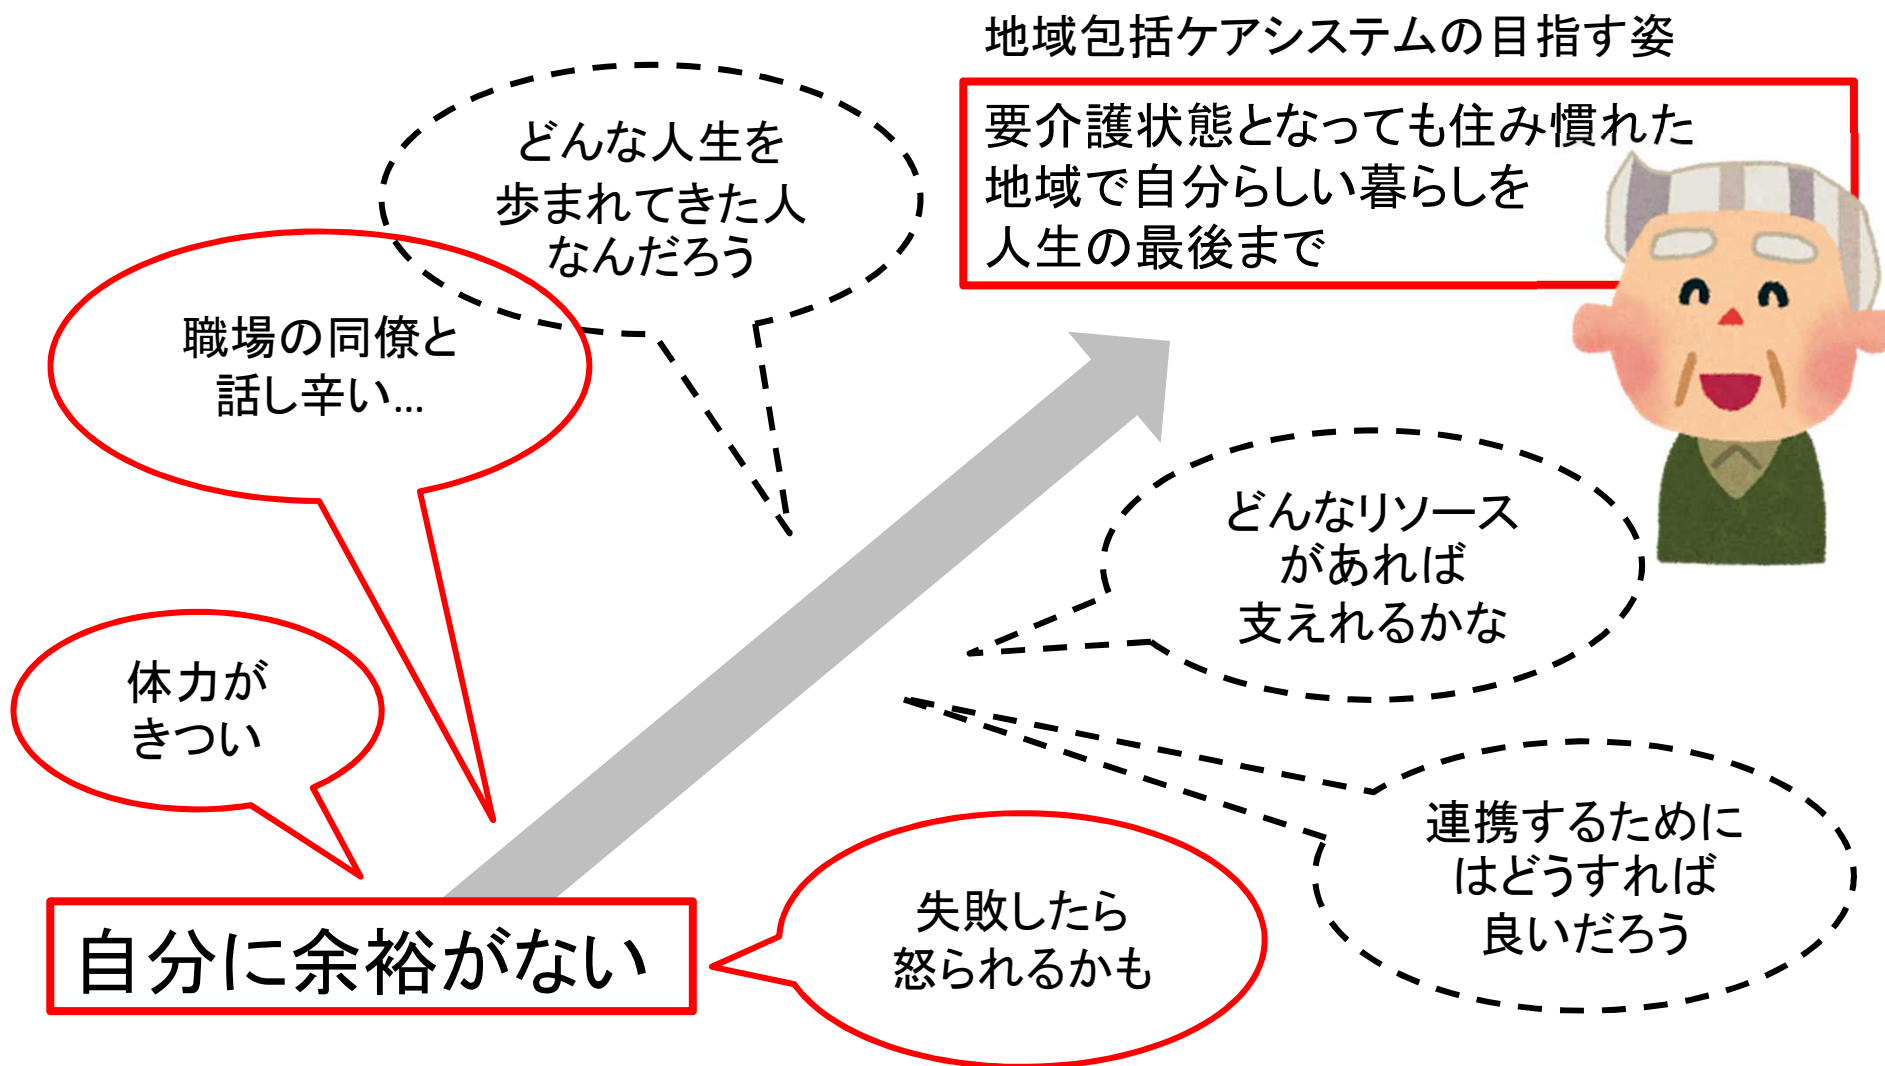 地域包括ケアシステムの目指す姿
要介護状態となっても住み慣れた
地域で自分らしい暮らしを
人生の最後まで
どんな人生を
歩まれてきた人
なんだろう
職場の同僚と
話し辛い…
どんなリソース
があれば
支えれるかな
体力が
きつい
連携するために
はどうすれば
良いだろう
失敗したら
怒られるかも
自分に余裕がない